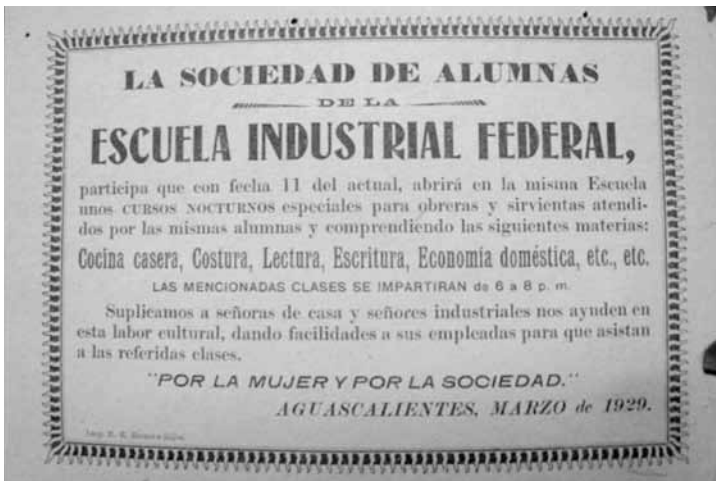 LA SOCIEDAD DE ALUMNAS
DE LA
ESCUELA INDUSTRIAL FEDERAL,
participa que con fecha 11 del actual, abrirá en la misma Escuela
unos CURSOS NOCTURNOS especiales para obreras y sirvientas atendi-
dos por las mismas alumnas y comprendiendo las siguientes materias:
Cocina casera, Costura, Lectura, Escritura, Economía doméstica, etc., etc.
LAS MENCIONADAS CLASES SE IMPARTIRAN de 6 a 8 p. m.
Suplicamos a señoras de casa y señores industriales nos ayuden en
esta labor cultural, dando facilidades a sus empleadas para que asistan
a las referidas clases.
"POR LA MUJER Y POR LA SOCIEDAD."
AGUASCALIENTES, MARZO de 1929.
Imp.